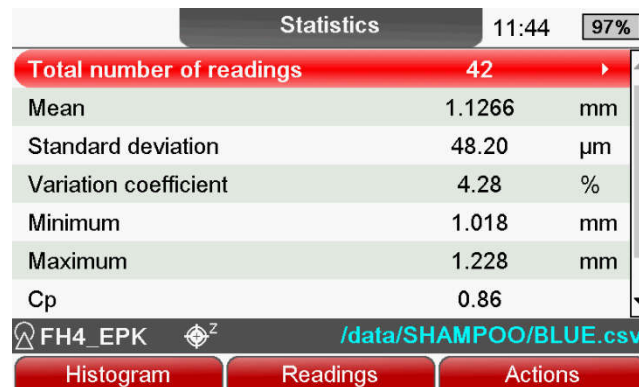 Statistics 11:44 97%
Total number of readings 42
Mean 1.1266 mm
Standard deviation 48.20 µm
Variation coefficient 4.28 %
Minimum 1.018 mm
Maximum 1.228 mm
Cp 0.86
FH4_EPK Z /data/SHAMPOO/BLUE.csv
Histogram Readings Actions